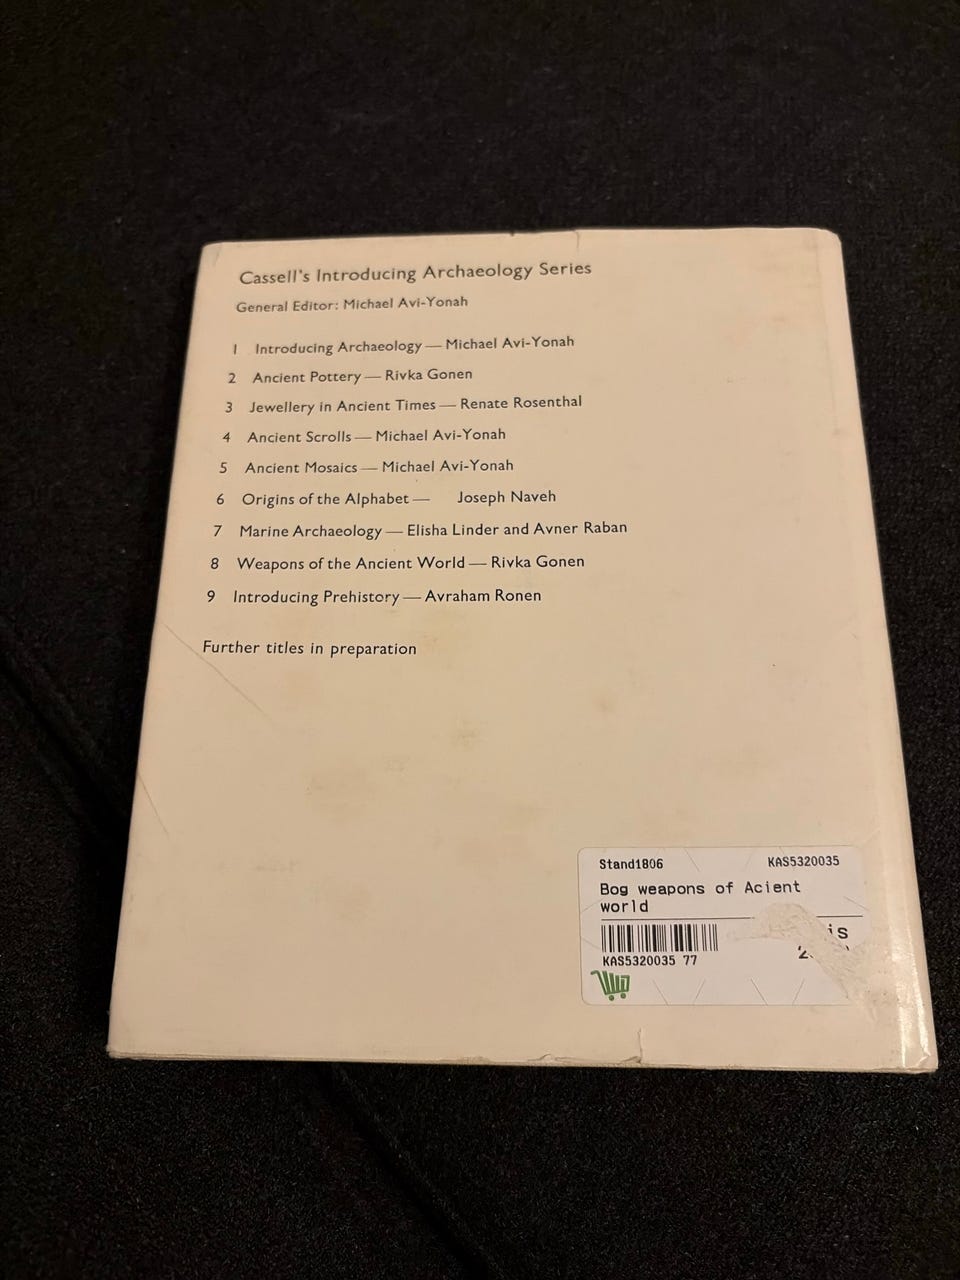 Cassell's Introducing Archaeology Series
General Editor: Michael Avi-Yonah
1 Introducing Archaeology — Michael Avi-Yonah
2 Ancient Pottery — Rivka Gonen
3 Jewellery in Ancient Times — Renate Rosenthal
4 Ancient Scrolls — Michael Avi-Yonah
5 Ancient Mosaics — Michael Avi-Yonah
6 Origins of the Alphabet — Joseph Naveh
7 Marine Archaeology — Elisha Linder and Avner Raban
8 Weapons of the Ancient World — Rivka Gonen
9 Introducing Prehistory — Avraham Ronen
Further titles in preparation
Stand1806 KAS5320035
Bog weapons of Acient
world
KAS5320035 77